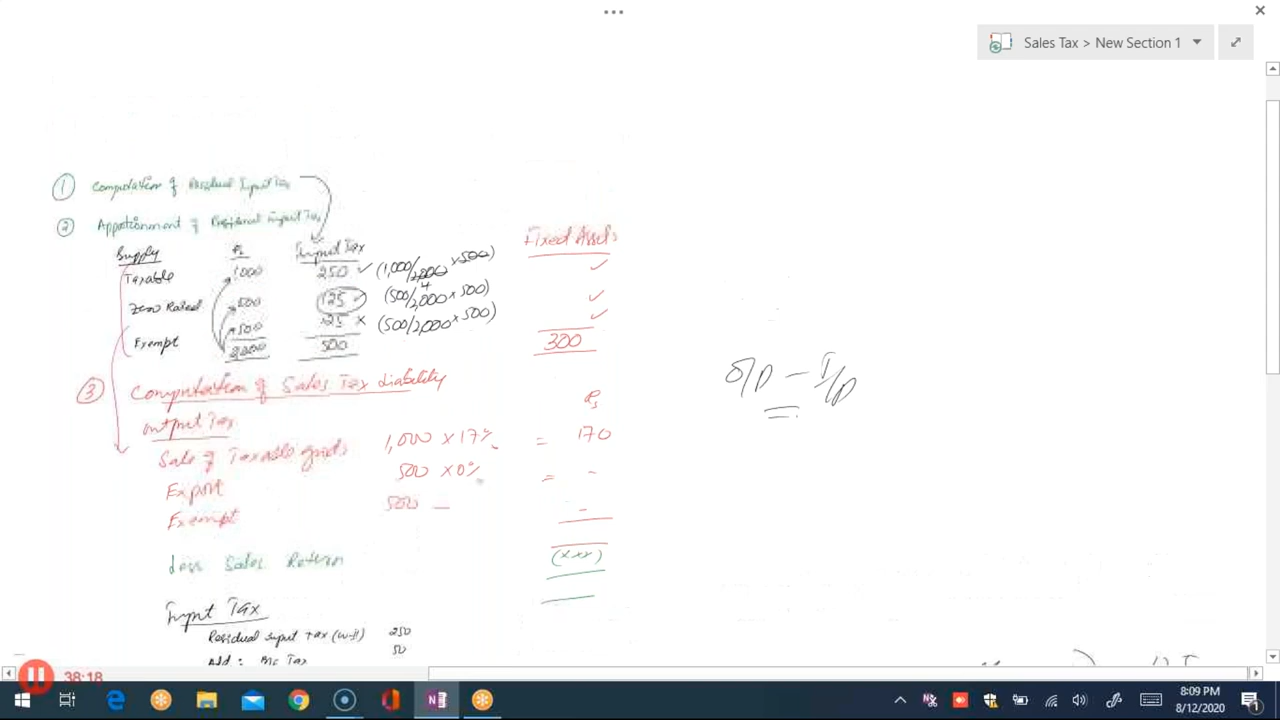 Sales Tax > New Section 1
① Computation of Residual Input Tax
② Apportionment of Residual Input Tax
Supply Rs Input Tax Fixed Assets
Taxable 1000 250 ✓ (1,000/2,000 × 500) ✓
Zero Rated 500 125 ✓ (500/2,000 × 500) ✓
Exempt 500 125 × (500/2,000 × 500) ✓
2000 500 300
O/p – I/p
③ Computation of Sales Tax Liability
Rs
Output Tax
Sale of Taxable goods 1,000 × 17% = 170
Export 500 × 0% = -
Exempt 500 — -
Less Sales Return (xxx)
Input Tax
Residual input tax (W-1) 250
Add: 50
38:18
8:09 PM
8/12/2020